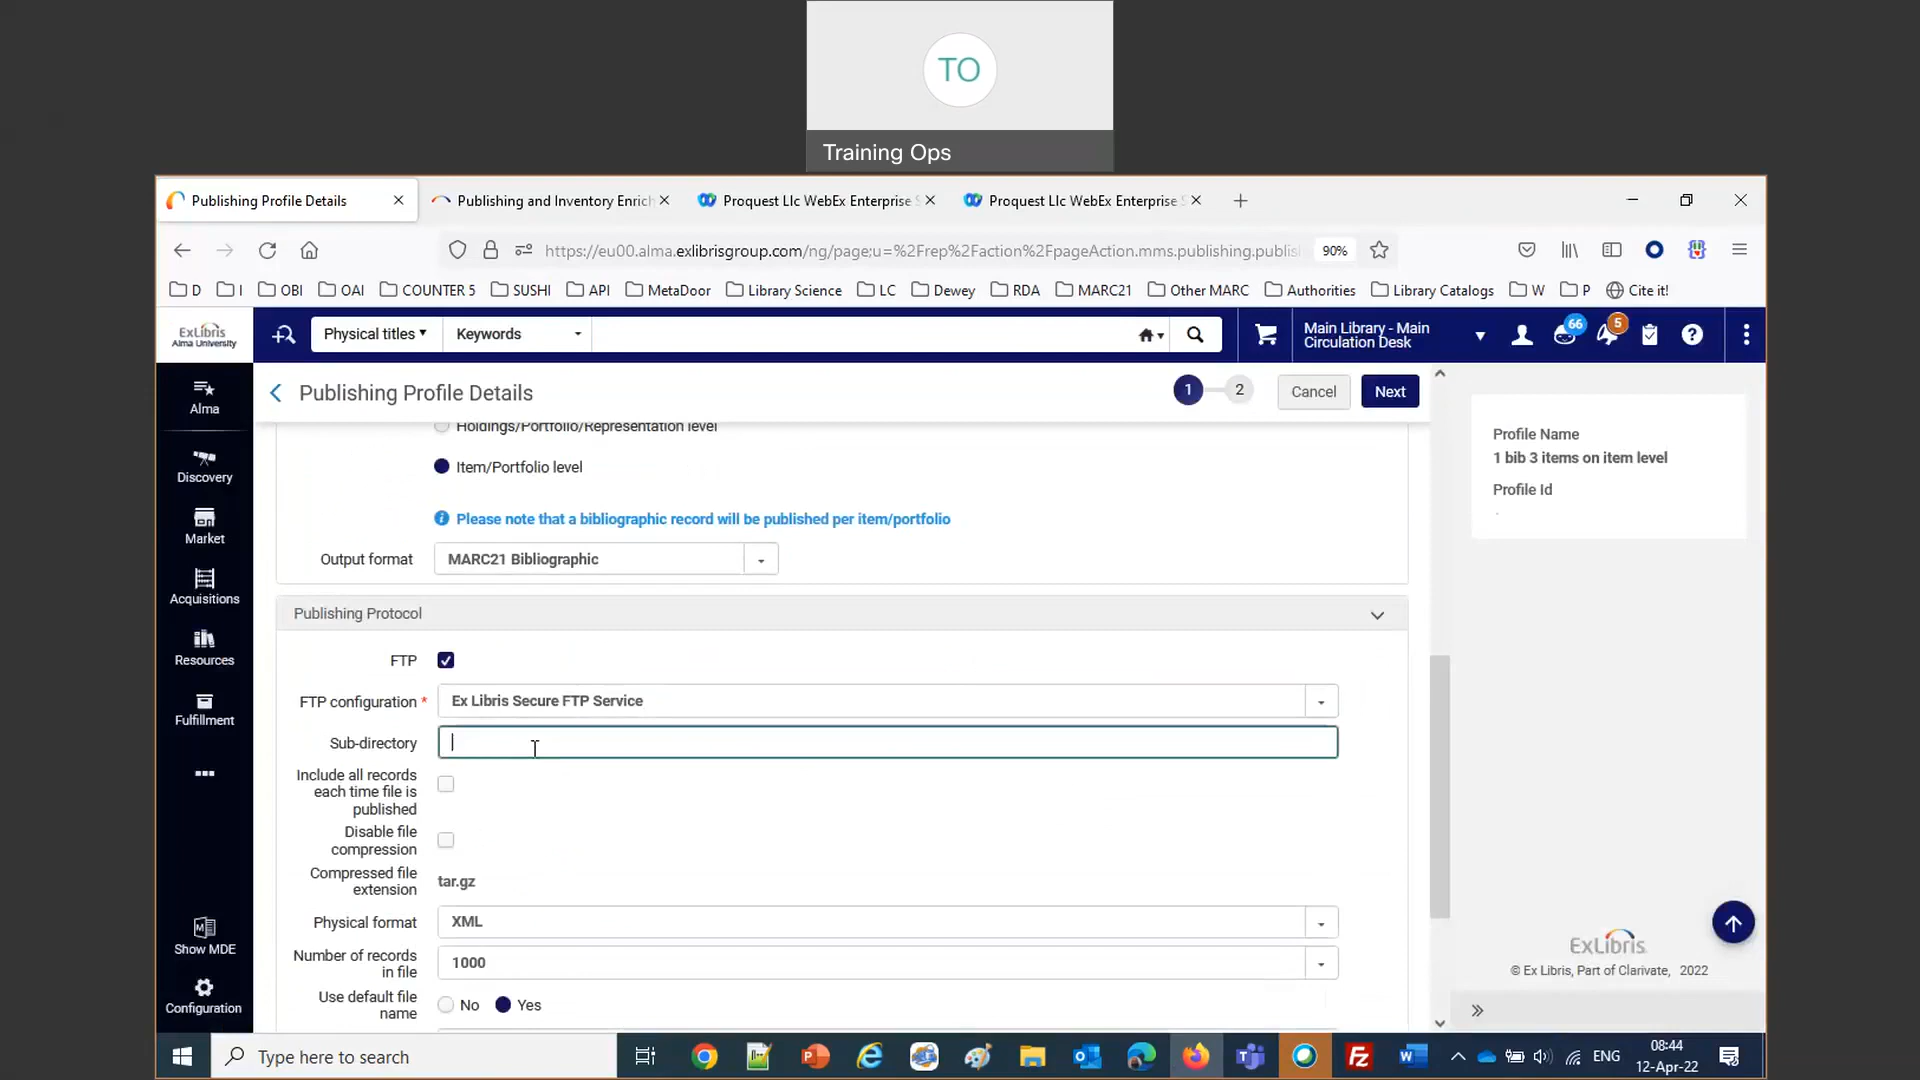 TO
Training Ops
Publishing Profile Details
Publishing and Inventory Enrich
Proquest Llc WebEx Enterprise S
Proquest Llc WebEx Enterprise S
https://eu00.alma.exlibrisgroup.com/ng/page;u=%2Frep%2Faction%2FpageAction.mms.publishing.publis
90%
D
I
OBI
OAI
COUNTER 5
SUSHI
API
MetaDoor
Library Science
LC
Dewey
RDA
MARC21
Other MARC
Authorities
Library Catalogs
W
P
Cite it!
ExLibris
Alma University
Physical titles
Keywords
Main Library - Main
Circulation Desk
66
5
Alma
Discovery
Market
Acquisitions
Resources
Fulfillment
Show MDE
Configuration
Publishing Profile Details
1
2
Cancel
Next
Holdings/Portfolio/Representation level
Item/Portfolio level
Please note that a bibliographic record will be published per item/portfolio
Output format
MARC21 Bibliographic
Publishing Protocol
FTP
FTP configuration *
Ex Libris Secure FTP Service
Sub-directory
Include all records
each time file is
published
Disable file
compression
Compressed file
extension
tar.gz
Physical format
XML
Number of records
in file
1000
Use default file
name
No
Yes
Profile Name
1 bib 3 items on item level
Profile Id
-
ExLibris
© Ex Libris, Part of Clarivate, 2022
Type here to search
ENG
08:44
12-Apr-22